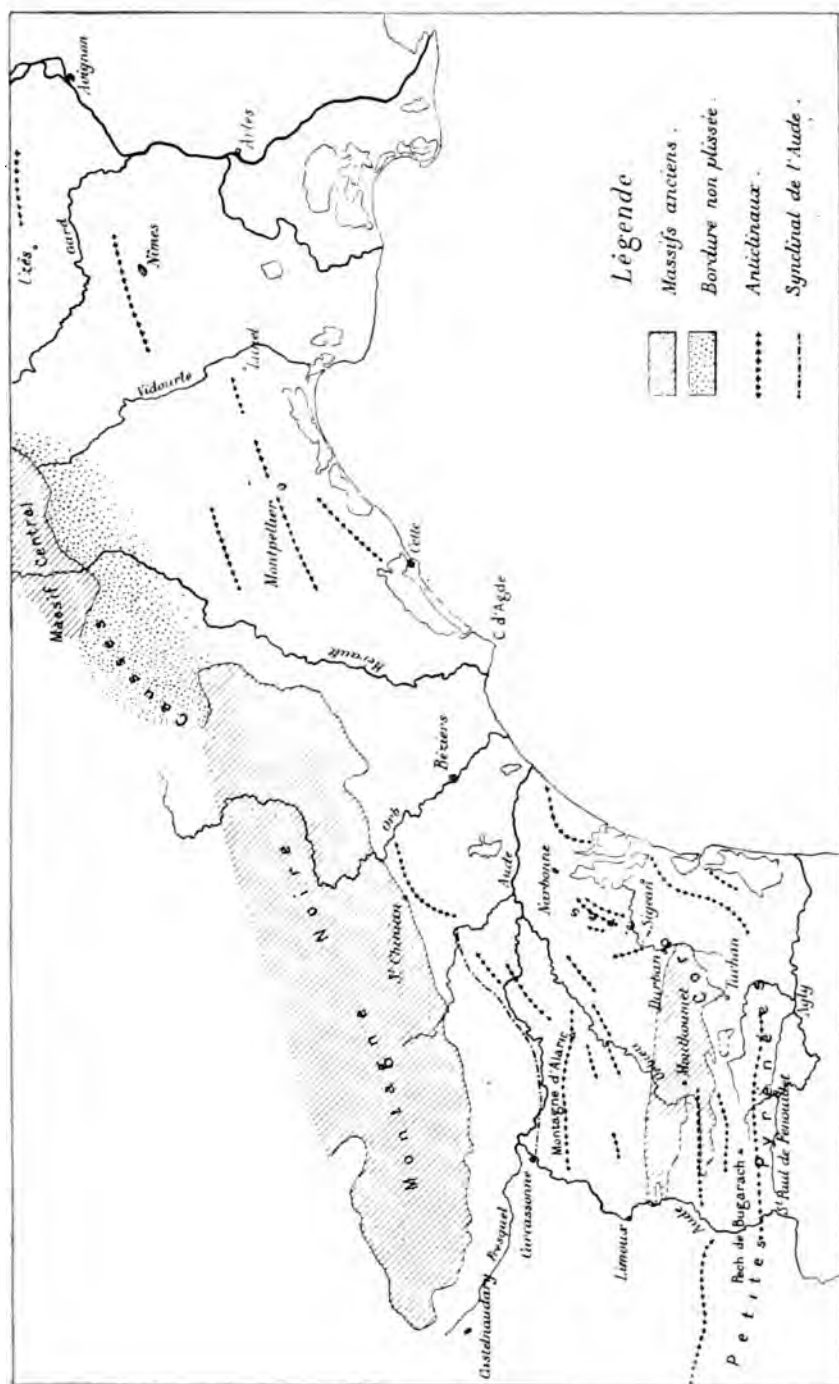 Avignon
Uzés
Gard
Nîmes
Arles
Vidourle
Lunel
Massif Central
Causses
Montpellier
Cette
Hérault
C. d'Agde
Béziers
Orb
Montagne Noire
St Chinian
Aude
Narbonne
Sigean
Durban
Cor
Tuchan
Mouthoumet
Agly
Montagne d'Alaric
Carcassonne
Fresquel
Castelnaudary
Limoux
Aude
Pech de Bugarach
St Paul de Fenouillet
Petites Pyrénées
Légende
Massifs anciens.
Bordure non plissée
Anticlinaux.
Synclinal de l'Aude.